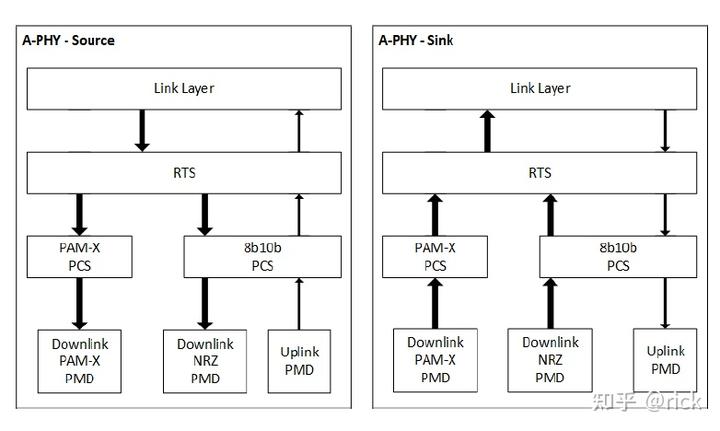 A-PHY - Source
Link Layer
RTS
PAM-X
PCS
8b10b
PCS
Downlink
PAM-X
PMD
Downlink
NRZ
PMD
Uplink
PMD
A-PHY - Sink
Link Layer
RTS
PAM-X
PCS
8b10b
PCS
Downlink
PAM-X
PMD
Downlink
NRZ
PMD
Uplink
PMD
知乎 @rick